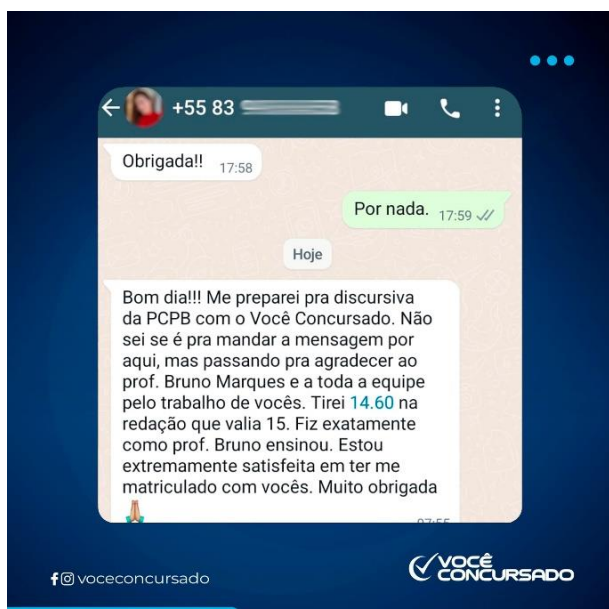 +55 83
Obrigada!! 17:58
Por nada. 17:59
Hoje
Bom dia!!! Me preparei pra discursiva
da PCPB com o Você Concursado. Não
sei se é pra mandar a mensagem por
aqui, mas passando pra agradecer ao
prof. Bruno Marques e a toda a equipe
pelo trabalho de vocês. Tirei 14.60 na
redação que valia 15. Fiz exatamente
como prof. Bruno ensinou. Estou
extremamente satisfeita em ter me
matriculado com vocês. Muito obrigada
voceconcursado
VOCÊ
CONCURSADO